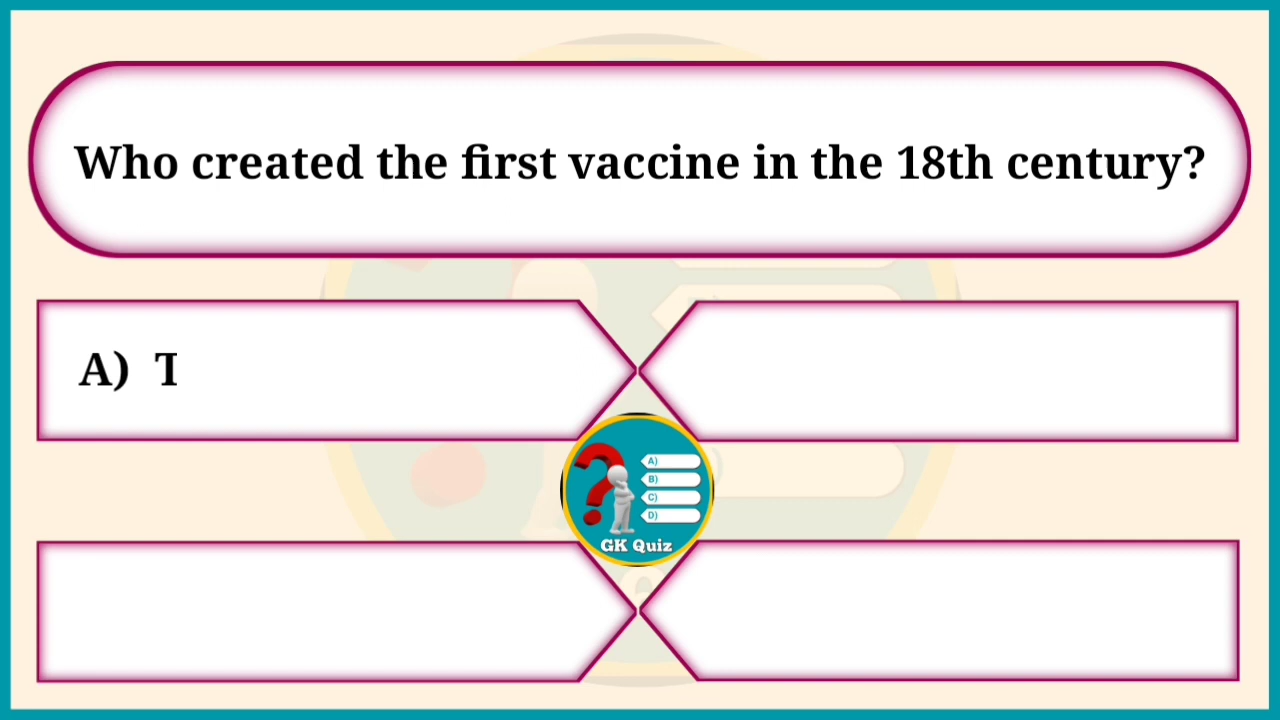 Who created the first vaccine in the 18th century?
A) T
A)
B)
C)
D)
GK Quiz